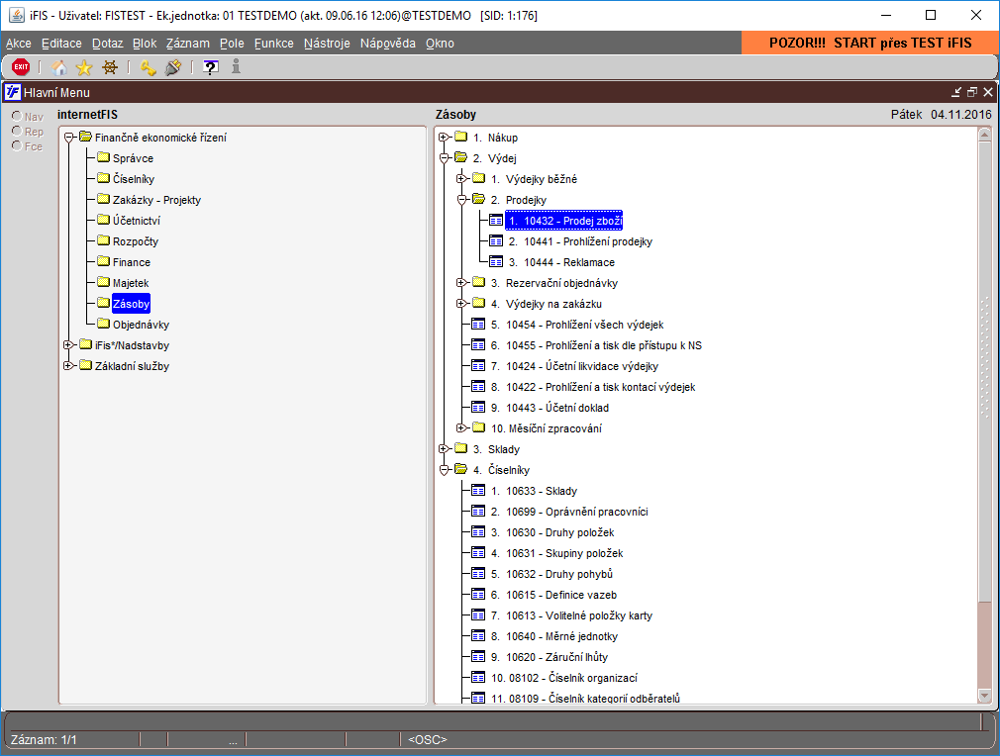 iFIS - Uživatel: FISTEST - Ek.jednotka: 01 TESTDEMO (akt. 09.06.16 12:06)@TESTDEMO [SID: 1:176]
Akce Editace Dotaz Blok Záznam Pole Funkce Nástroje Nápověda Okno
POZOR!!! START přes TEST iFIS
EXIT
Hlavní Menu
Nav
Rep
Fce
internetFIS
Finančně ekonomické řízení
Správce
Číselníky
Zakázky - Projekty
Účetnictví
Rozpočty
Finance
Majetek
Zásoby
Objednávky
iFis*/Nadstavby
Základní služby
Zásoby
Pátek 04.11.2016
1. Nákup
2. Výdej
1. Výdejky běžné
2. Prodejky
1. 10432 - Prodej zboží
2. 10441 - Prohlížení prodejky
3. 10444 - Reklamace
3. Rezervační objednávky
4. Výdejky na zakázku
5. 10454 - Prohlížení všech výdejek
6. 10455 - Prohlížení a tisk dle přístupu k NS
7. 10424 - Účetní likvidace výdejky
8. 10422 - Prohlížení a tisk kontací výdejek
9. 10443 - Účetní doklad
10. Měsíční zpracování
3. Sklady
4. Číselníky
1. 10633 - Sklady
2. 10699 - Oprávnění pracovníci
3. 10630 - Druhy položek
4. 10631 - Skupiny položek
5. 10632 - Druhy pohybů
6. 10615 - Definice vazeb
7. 10613 - Volitelné položky karty
8. 10640 - Měrné jednotky
9. 10620 - Záruční lhůty
10. 08102 - Číselník organizací
11. 08109 - Číselník kategorií odběratelů
Záznam: 1/1
...
<OSC>